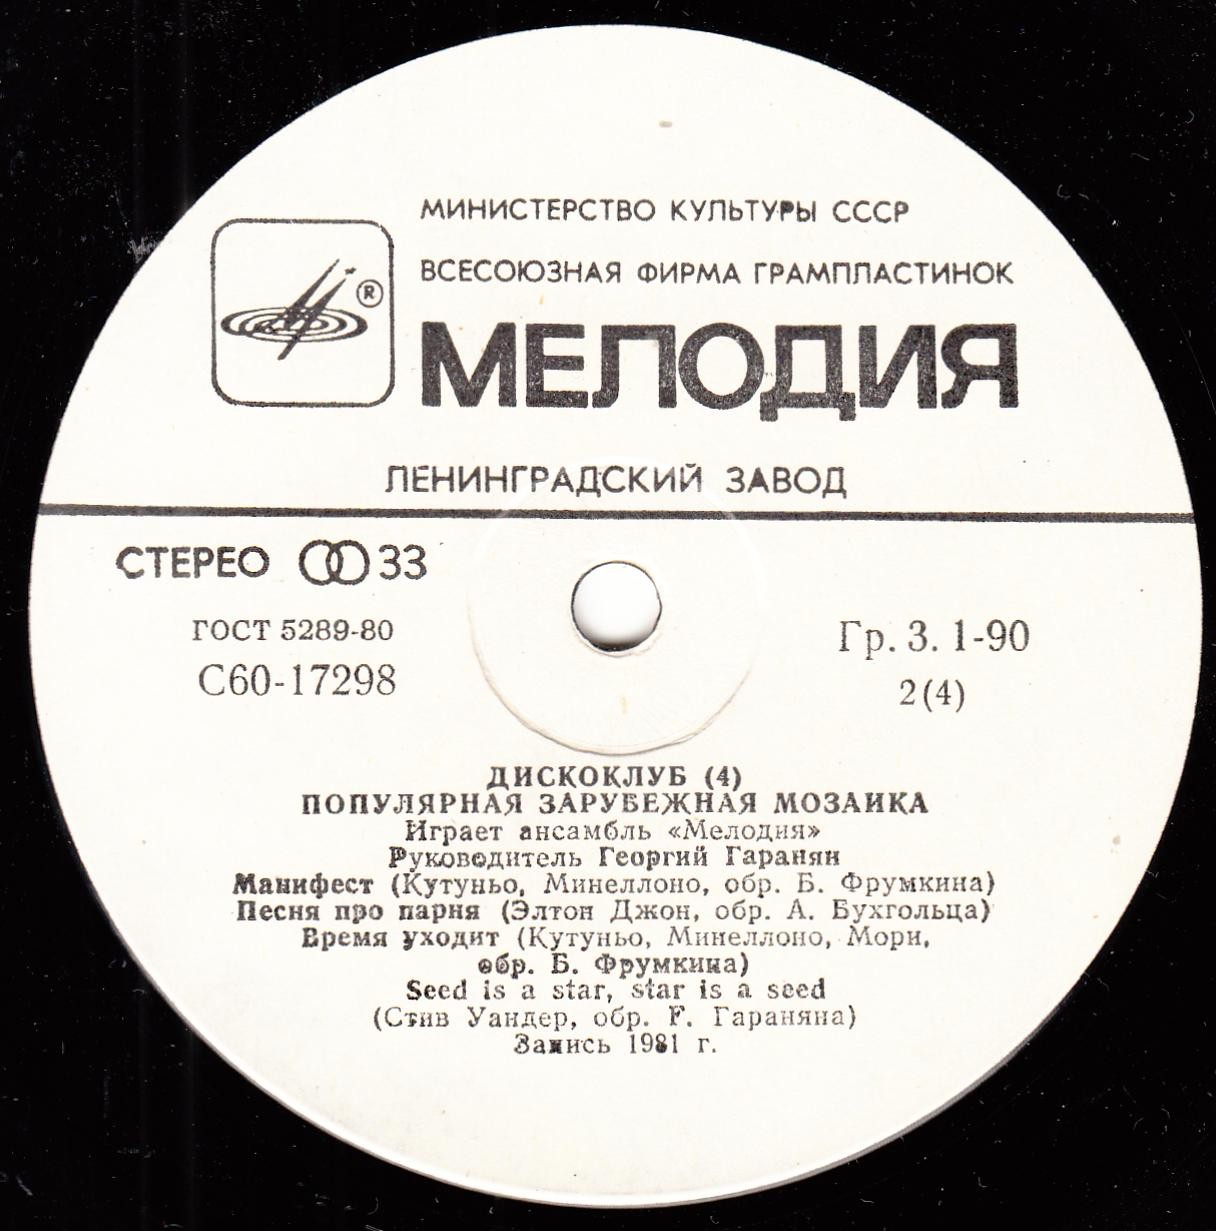 МИНИСТЕРСТВО КУЛЬТУРЫ СССР
ВСЕСОЮЗНАЯ ФИРМА ГРАМПЛАСТИНОК
®
МЕЛОДИЯ
ЛЕНИНГРАДСКИЙ ЗАВОД
СТЕРЕО 33
ГОСТ 5289-80
Гр. 3. 1-90
С60-17298
2(4)
ДИСКОКЛУБ (4)
ПОПУЛЯРНАЯ ЗАРУБЕЖНАЯ МОЗАИКА
Играет ансамбль «Мелодия»
Руководитель Георгий Гаранян
Манифест (Кутуньо, Минеллоно, обр. Б. Фрумкина)
Песня про парня (Элтон Джон, обр. А. Бухгольца)
Время уходит (Кутуньо, Минеллоно, Мори,
обр. Б. Фрумкина)
Seed is a star, star is a seed
(Стив Уандер, обр. Г. Гараняна)
Запись 1981 г.